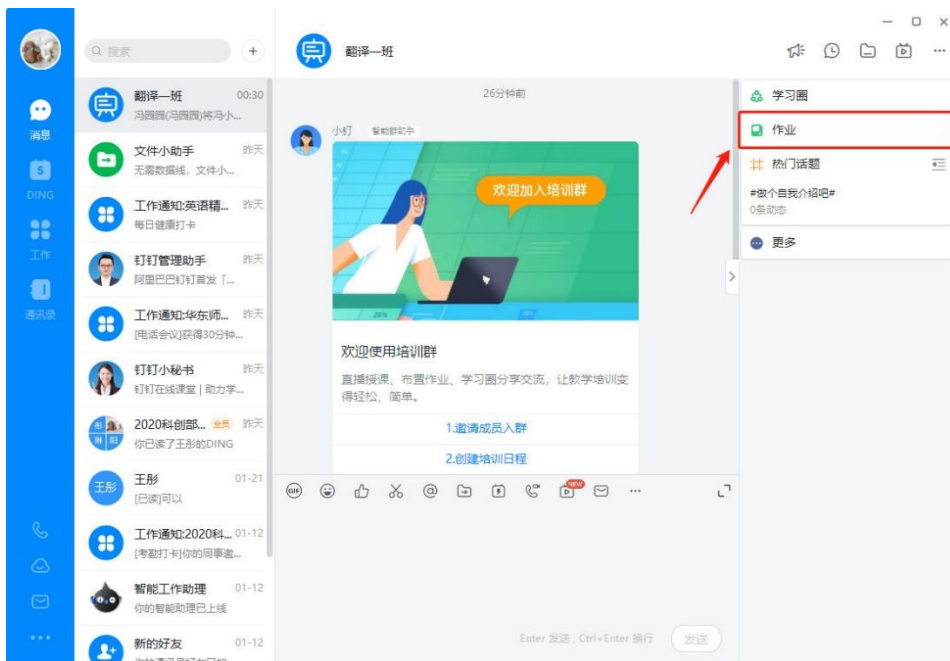 搜索
翻译一班
消息
5
DING
工作
通讯录
翻译一班 00:30
冯园园(冯园园)将冯小...
文件小助手 昨天
无需数据线，文件小...
工作通知:英语精... 昨天
每日健康打卡
钉钉管理助手 昨天
阿里巴巴钉钉首发「...
工作通知:华东师... 昨天
[电话会议]获得30分钟...
钉钉小秘书 昨天
钉钉在线课堂 | 助力学...
2020科创部... 全员 昨天
你已读了王彤的DING
王彤
王彤 01-21
[已读]可以
工作通知:2020科... 01-12
[考勤打卡]你的同事邀...
智能工作助理 01-12
你的智能助理已上线
新的好友 01-12
26分钟前
小钉 智能群助手
欢迎加入培训群
欢迎使用培训群
直播授课、布置作业、学习圈分享交流，让教学培训变
得轻松、简单。
1.邀请成员入群
2.创建培训日程
GIF
NEW
Enter 发送 , Ctrl+Enter 换行
发送
学习圈
作业
热门话题
#做个自我介绍吧#
0条动态
更多